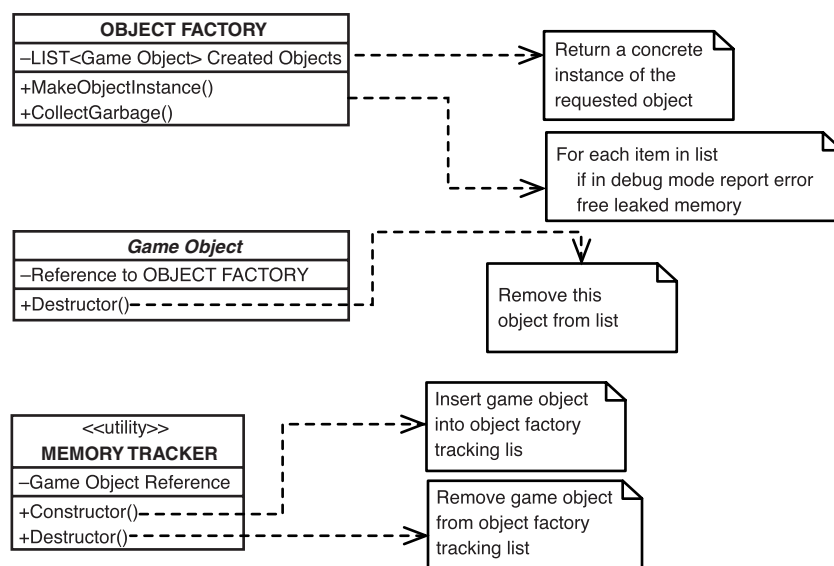 OBJECT FACTORY
–LIST<Game Object> Created Objects
+MakeObjectInstance()
+CollectGarbage()
Return a concrete
instance of the
requested object
For each item in list
if in debug mode report error
free leaked memory
Game Object
–Reference to OBJECT FACTORY
+Destructor()
Remove this
object from list
<<utility>>
MEMORY TRACKER
–Game Object Reference
+Constructor()
+Destructor()
Insert game object
into object factory
tracking lis
Remove game object
from object factory
tracking list